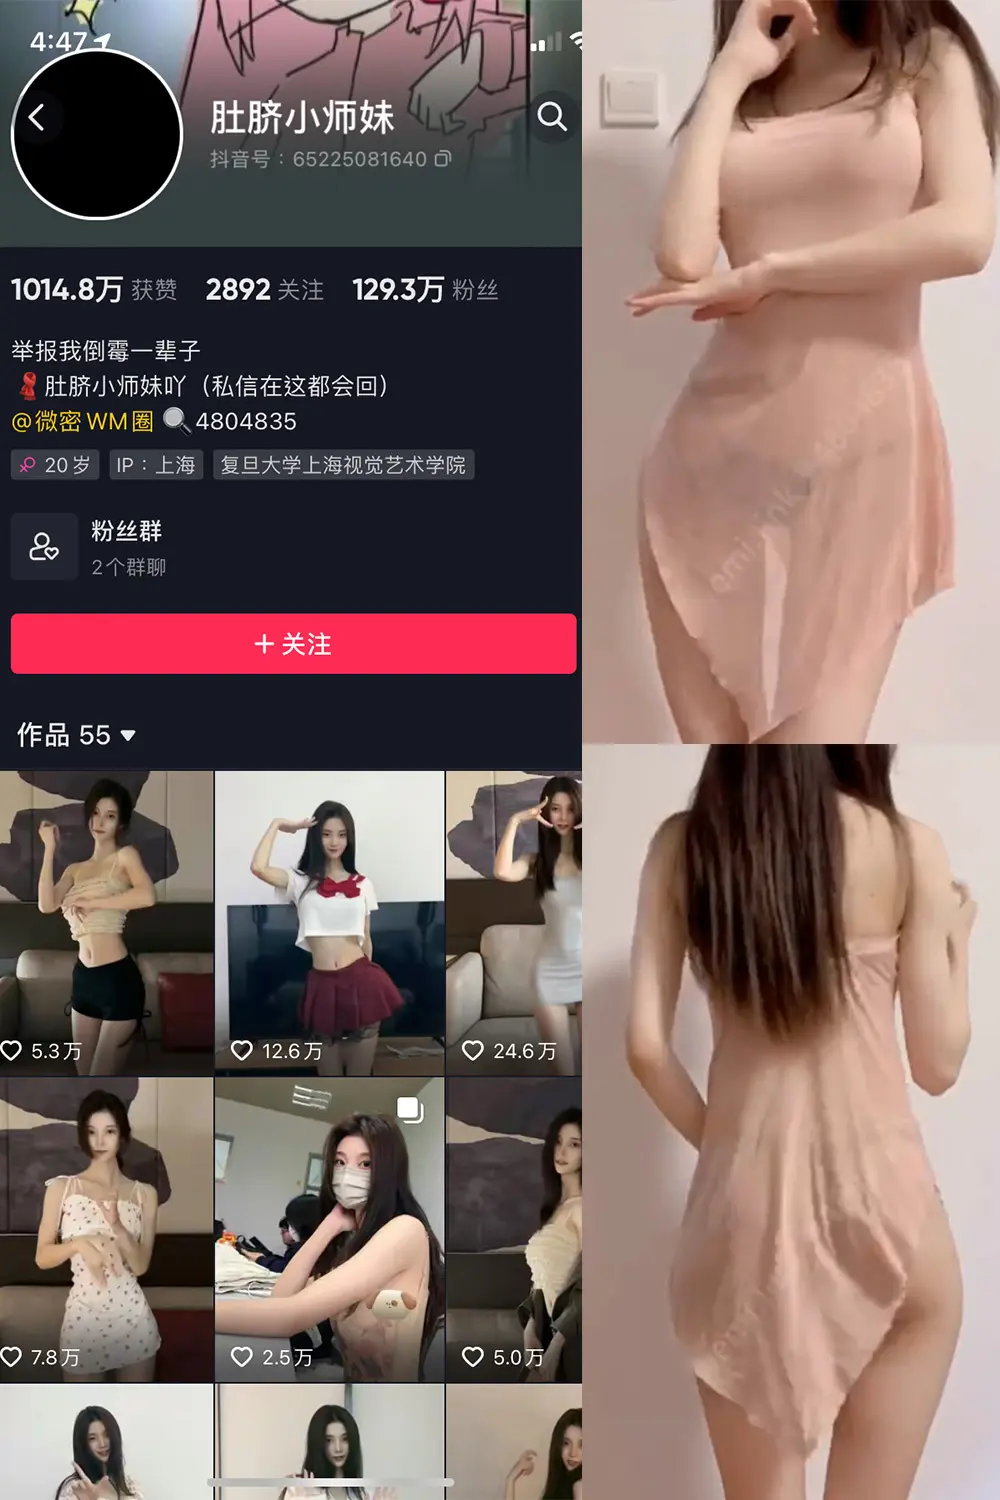 4:47
肚脐小师妹
抖音号：65225081640
1014.8万 获赞 2892 关注 129.3万 粉丝
举报我倒霉一辈子
肚脐小师妹吖（私信在这都会回）
@微密WM圈 4804835
20岁 IP：上海 复旦大学上海视觉艺术学院
粉丝群
2个群聊
+ 关注
作品 55
5.3万 12.6万 24.6万
7.8万 2.5万 5.0万